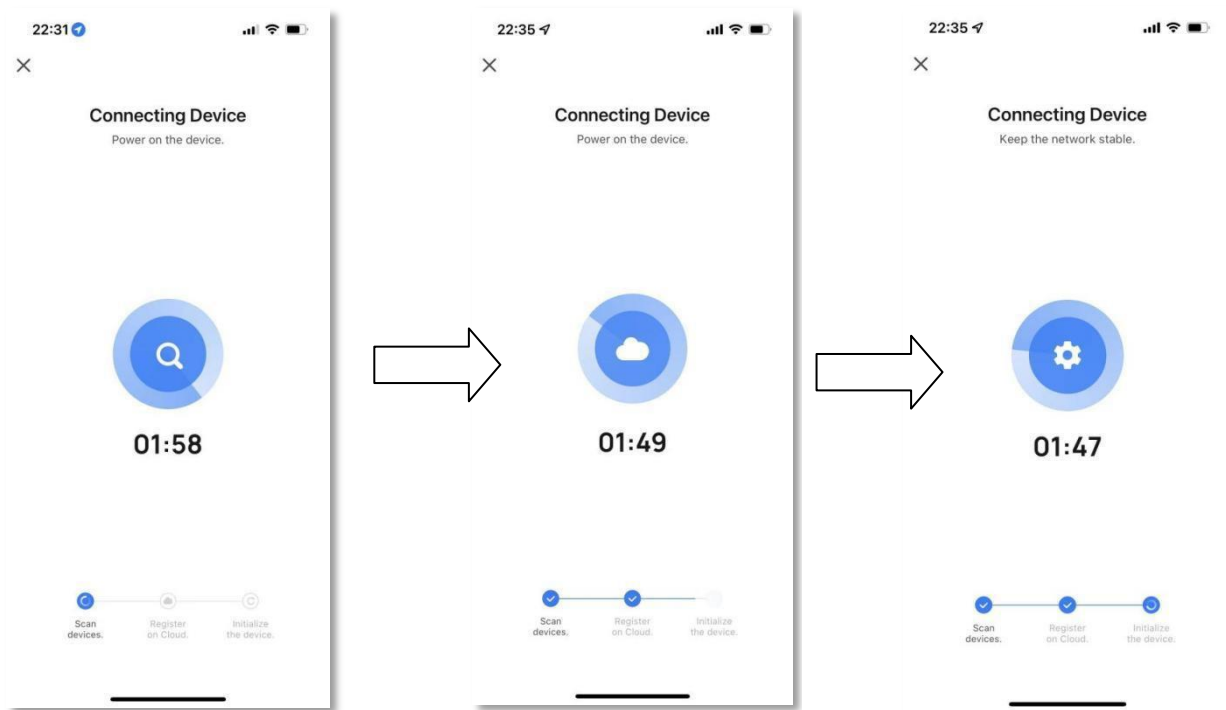 22:31
Connecting Device
Power on the device.
01:58
Scan devices.
Register on Cloud.
Initialize the device.
22:35
Connecting Device
Power on the device.
01:49
Scan devices.
Register on Cloud.
Initialize the device.
22:35
Connecting Device
Keep the network stable.
01:47
Scan devices.
Register on Cloud.
Initialize the device.